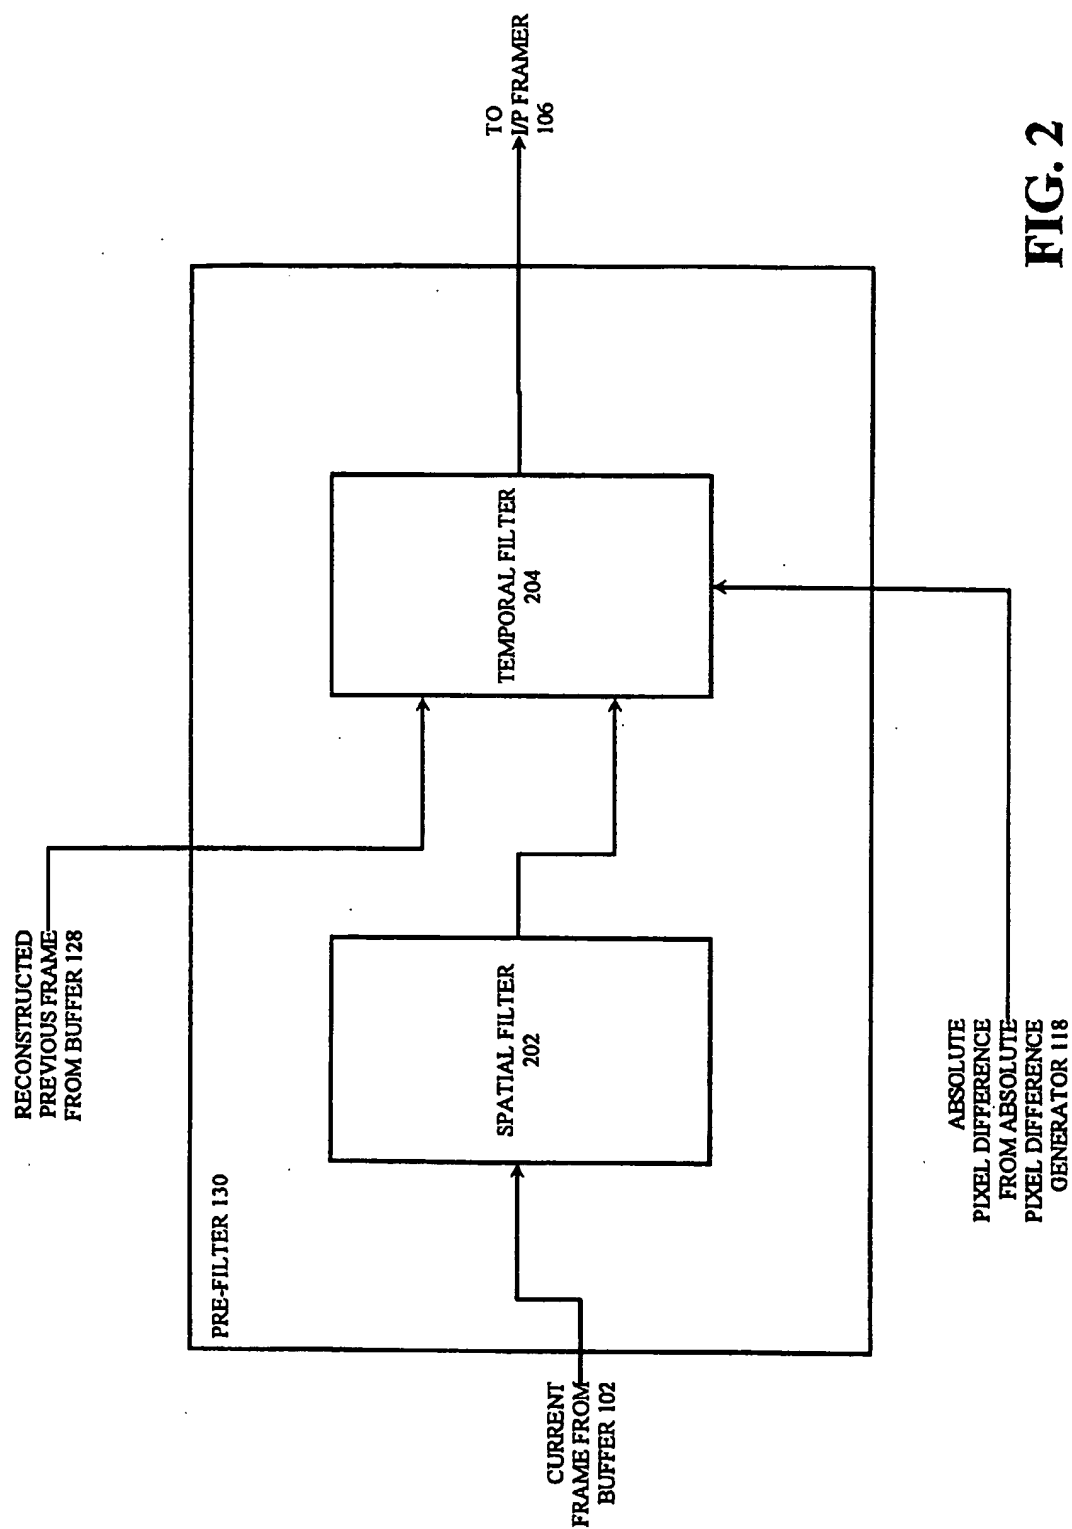 RECONSTRUCTED
PREVIOUS FRAME
FROM BUFFER 128
PRE-FILTER 130
CURRENT
FRAME FROM
BUFFER 102
SPATIAL FILTER
202
TEMPORAL FILTER
204
TO
I/P FRAMER
106
ABSOLUTE
PIXEL DIFFERENCE
FROM ABSOLUTE
PIXEL DIFFERENCE
GENERATOR 118
FIG. 2